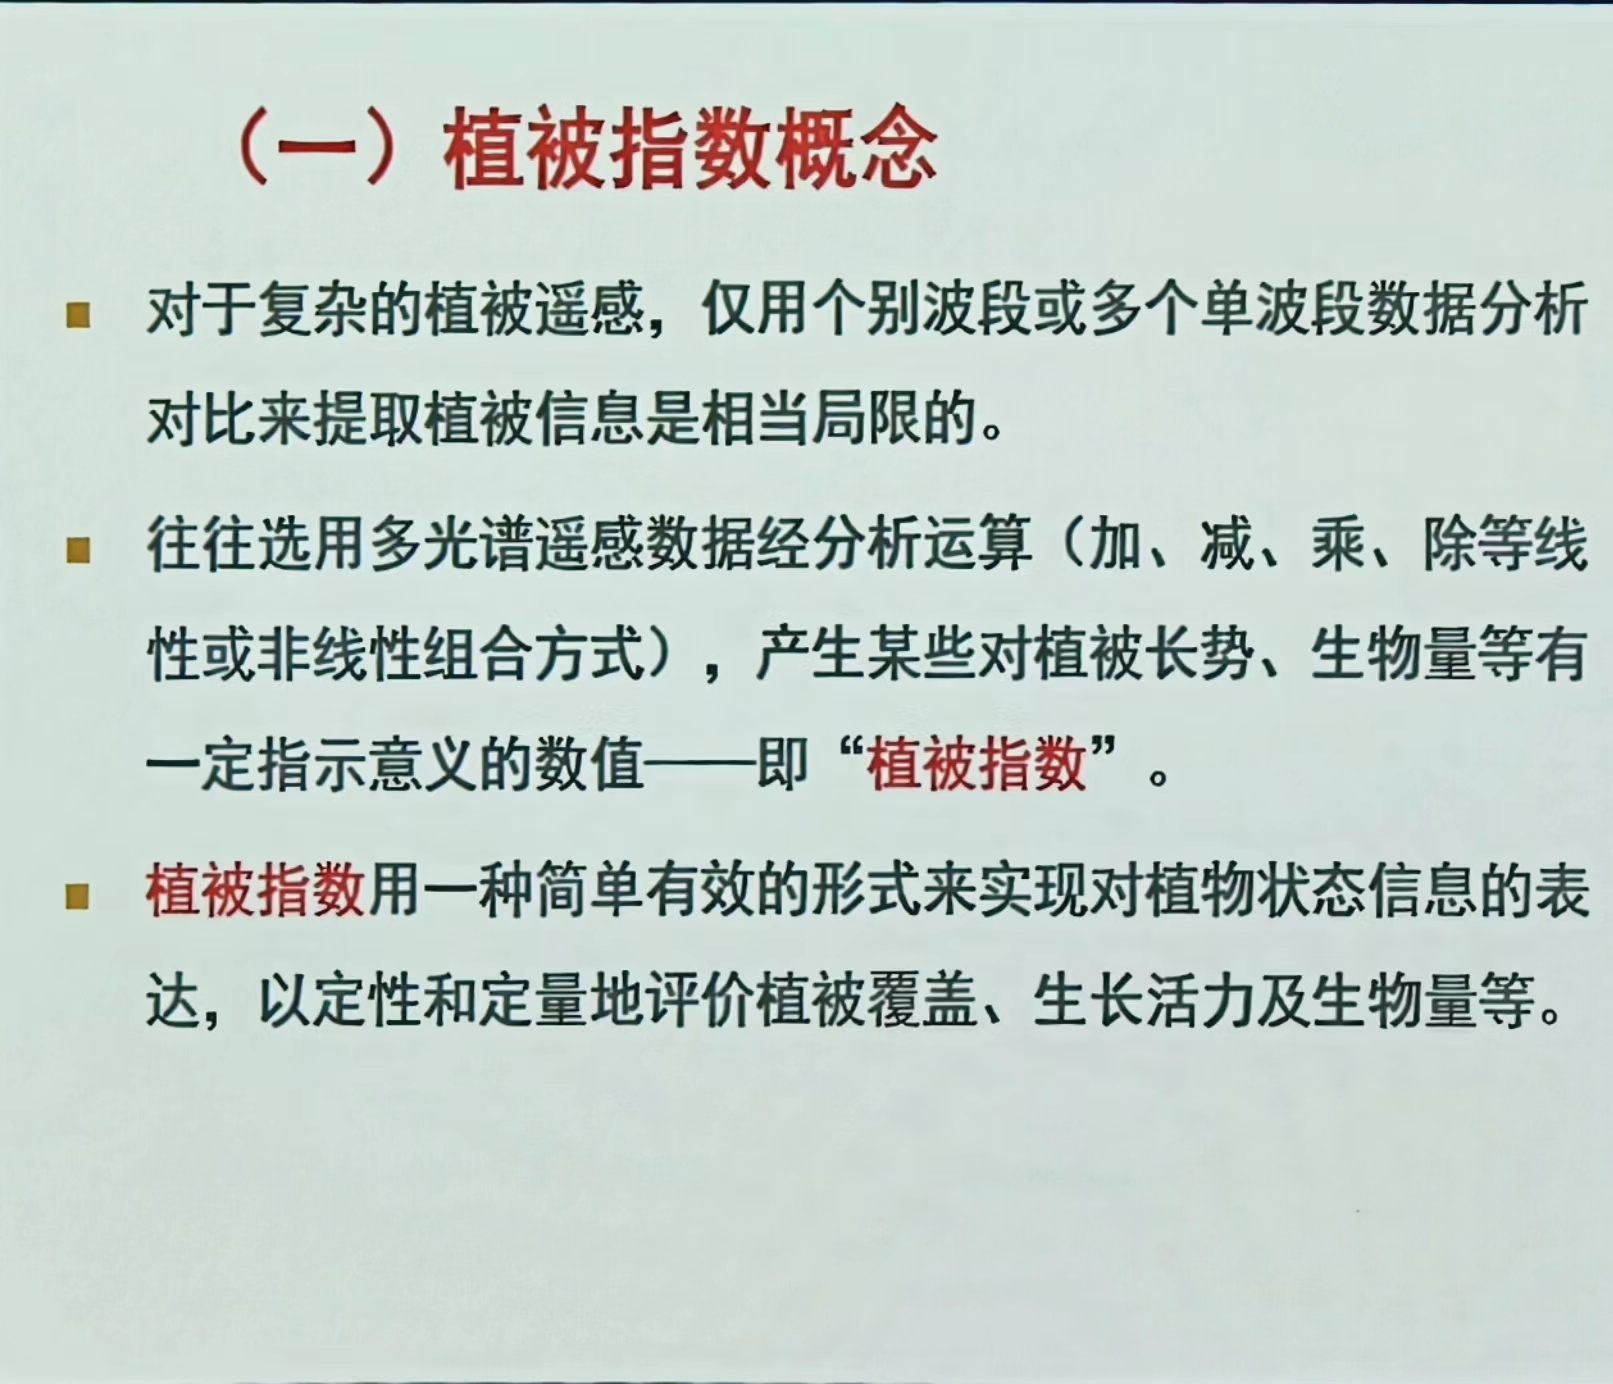 （一）植被指数概念
对于复杂的植被遥感，仅用个别波段或多个单波段数据分析
对比来提取植被信息是相当局限的。
往往选用多光谱遥感数据经分析运算（加、减、乘、除等线
性或非线性组合方式），产生某些对植被长势、生物量等有
一定指示意义的数值——即“植被指数”。
植被指数用一种简单有效的形式来实现对植物状态信息的表
达，以定性和定量地评价植被覆盖、生长活力及生物量等。